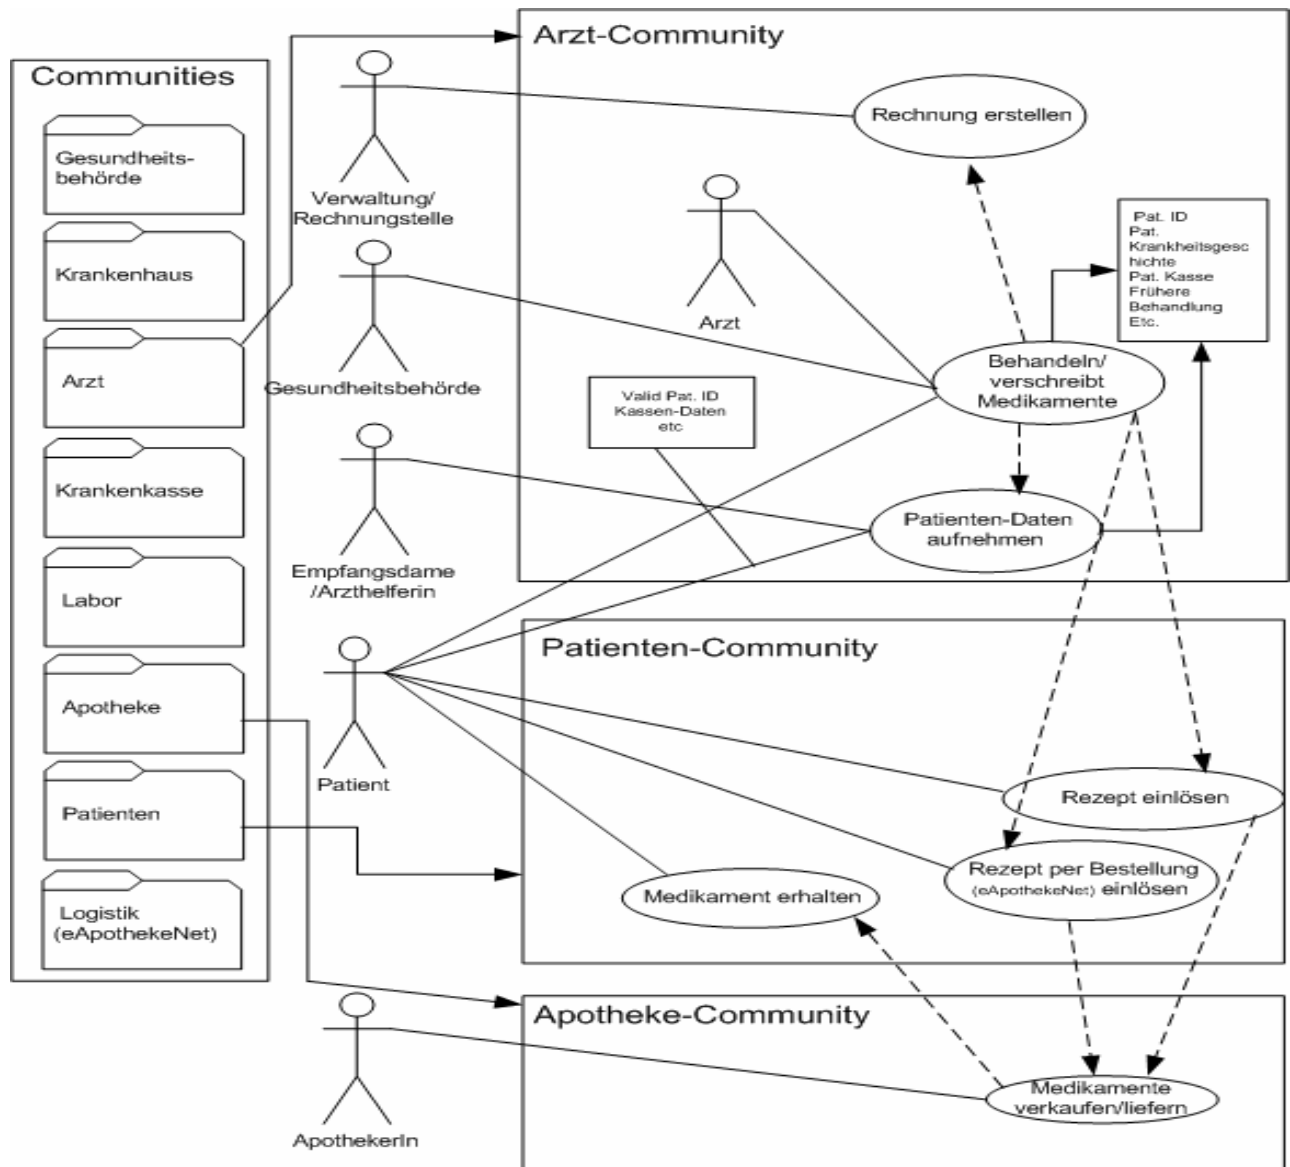 Communities
Gesundheits-
behörde
Krankenhaus
Arzt
Krankenkasse
Labor
Apotheke
Patienten
Logistik
(eApothekeNet)
Verwaltung/
Rechnungstelle
Gesundheitsbehörde
Empfangsdame
/Arzthelferin
Patient
ApothekerIn
Arzt-Community
Rechnung erstellen
Arzt
Pat. ID
Pat.
Krankheitsgesc
hichte
Pat. Kasse
Frühere
Behandlung
Etc.
Behandeln/
verschreibt
Medikamente
Valid Pat. ID
Kassen-Daten
etc
Patienten-Daten
aufnehmen
Patienten-Community
Rezept einlösen
Rezept per Bestellung
(eApothekeNet) einlösen
Medikament erhalten
Apotheke-Community
Medikamente
verkaufen/liefern